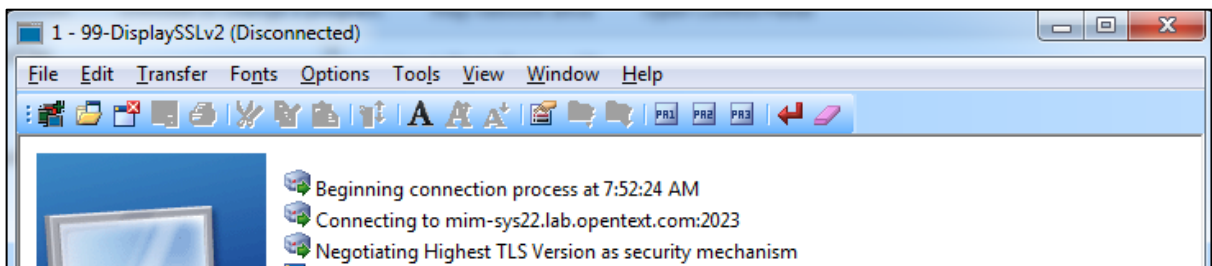 1 - 99-DisplaySSLv2 (Disconnected)
File Edit Transfer Fonts Options Tools View Window Help
A A A PA1 PA2 PA3
Beginning connection process at 7:52:24 AM
Connecting to mim-sys22.lab.opentext.com:2023
Negotiating Highest TLS Version as security mechanism